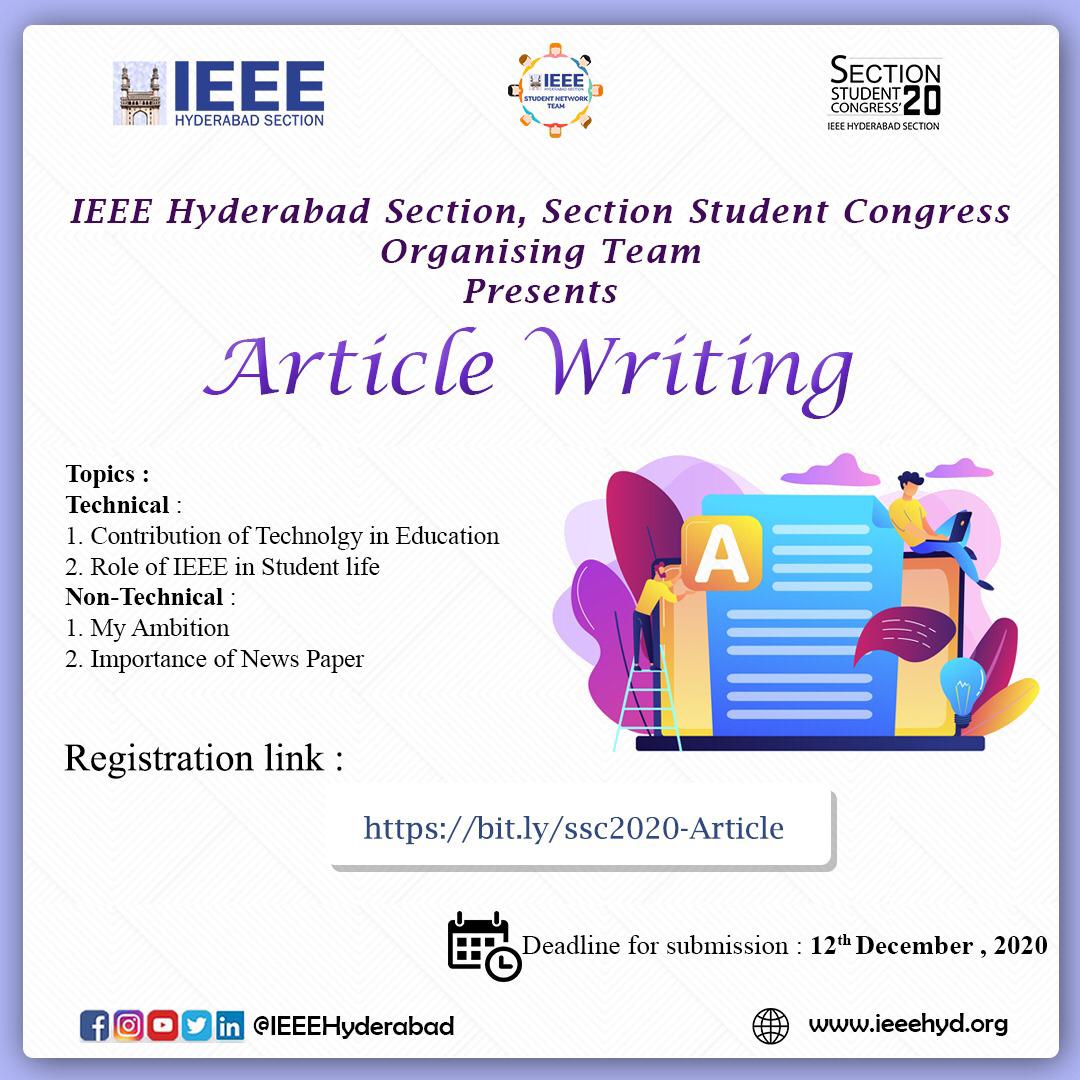 IEEE
HYDERABAD SECTION
IEEE
HYDERABAD SECTION
STUDENT NETWORK
TEAM
SECTION
STUDENT
CONGRESS'20
IEEE HYDERABAD SECTION
IEEE Hyderabad Section, Section Student Congress
Organising Team
Presents
Article Writing
Topics :
Technical :
1. Contribution of Technolgy in Education
2. Role of IEEE in Student life
Non-Technical :
1. My Ambition
2. Importance of News Paper
A
Registration link :
https://bit.ly/ssc2020-Article
Deadline for submission : 12th December , 2020
@IEEEHyderabad
www.ieeehyd.org